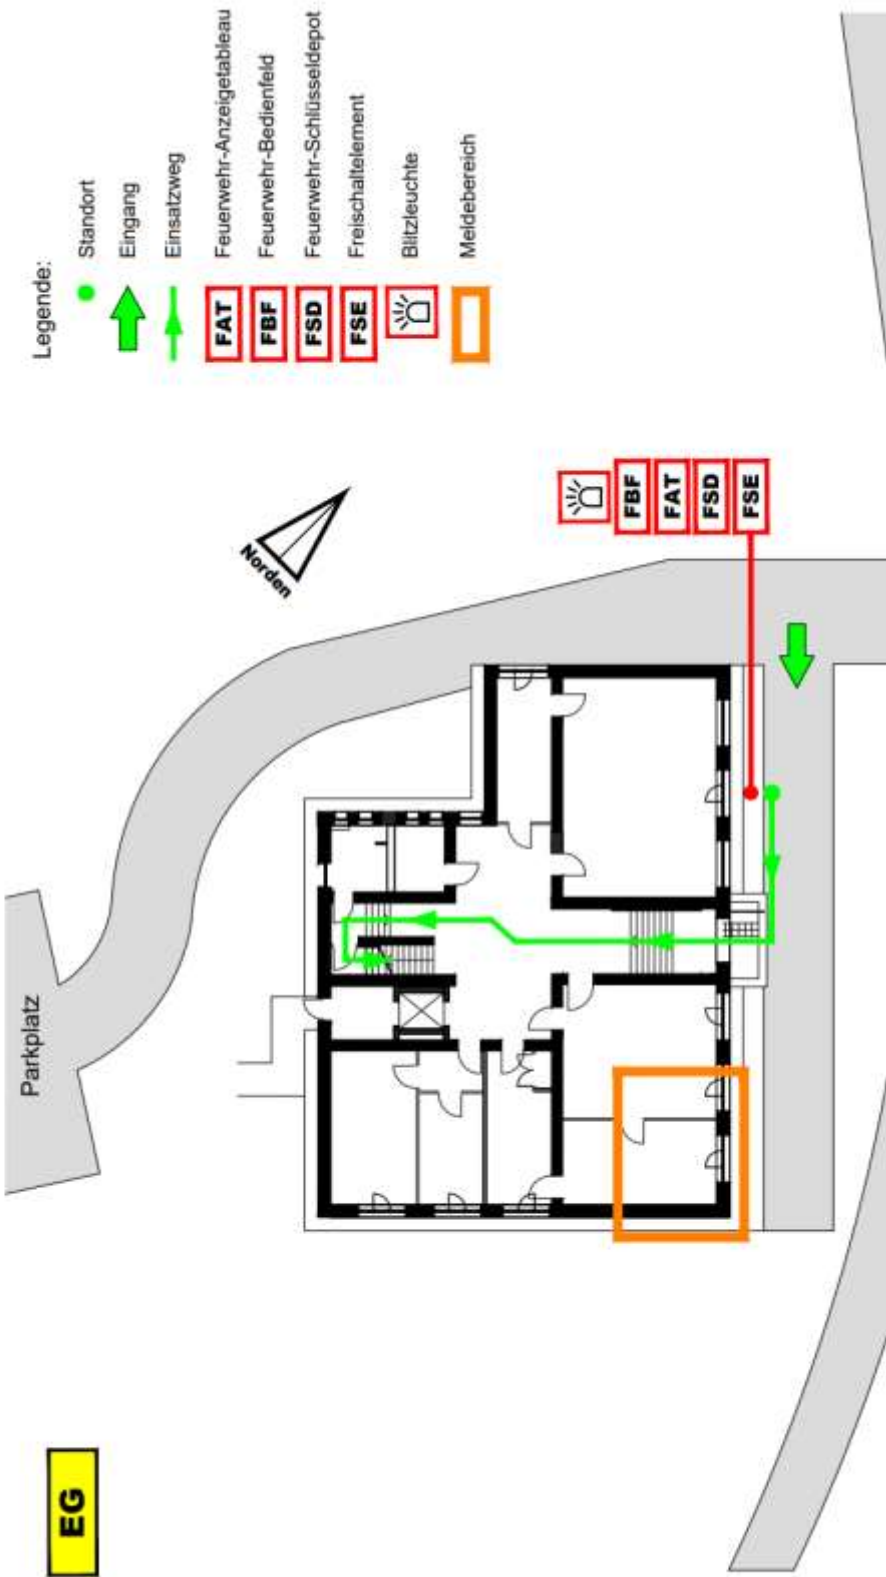 EG
Parkplatz
Norden
FBF
FAT
FSD
FSE
Legende:
Standort
Eingang
Einsatzweg
FAT Feuerwehr-Anzeigetableau
FBF Feuerwehr-Bedienfeld
FSD Feuerwehr-Schlüsseldepot
FSE Freischaltelement
Blitzleuchte
Meldebereich